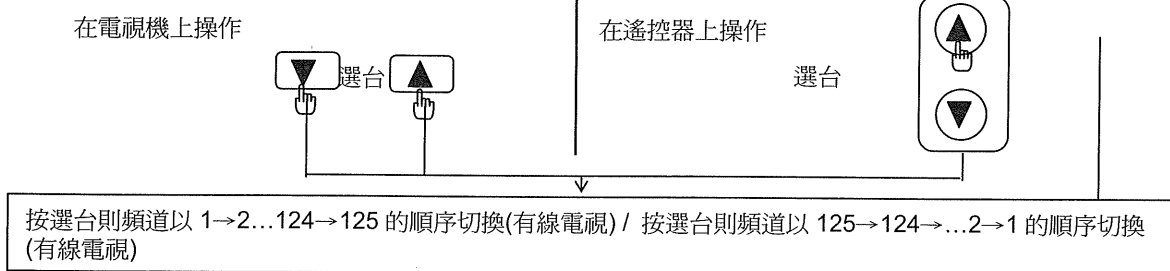 在電視機上操作
在遙控器上操作
選台
選台
按選台則頻道以 1→2…124→125 的順序切換(有線電視) / 按選台則頻道以 125→124→…2→1 的順序切換
(有線電視)